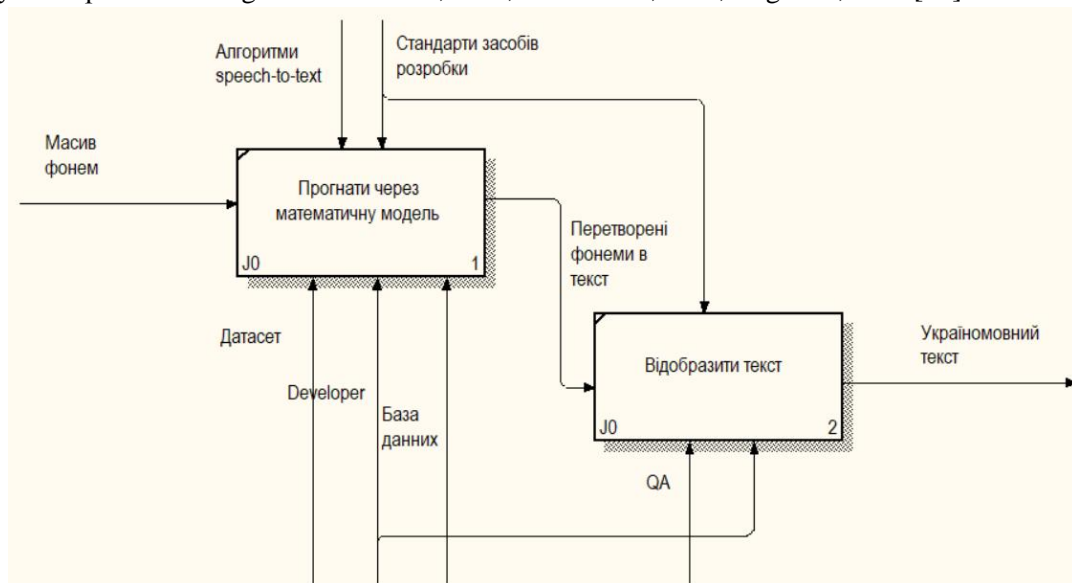 Алгоритми
speech-to-text
Стандарти засобів
розробки
Масив
фонем
Прогнати через
математичну модель
J0 1
Перетворені
фонеми в
текст
Датасет
Developer
База
данних
Відобразити текст
J0 2
QA
Україномовний
текст